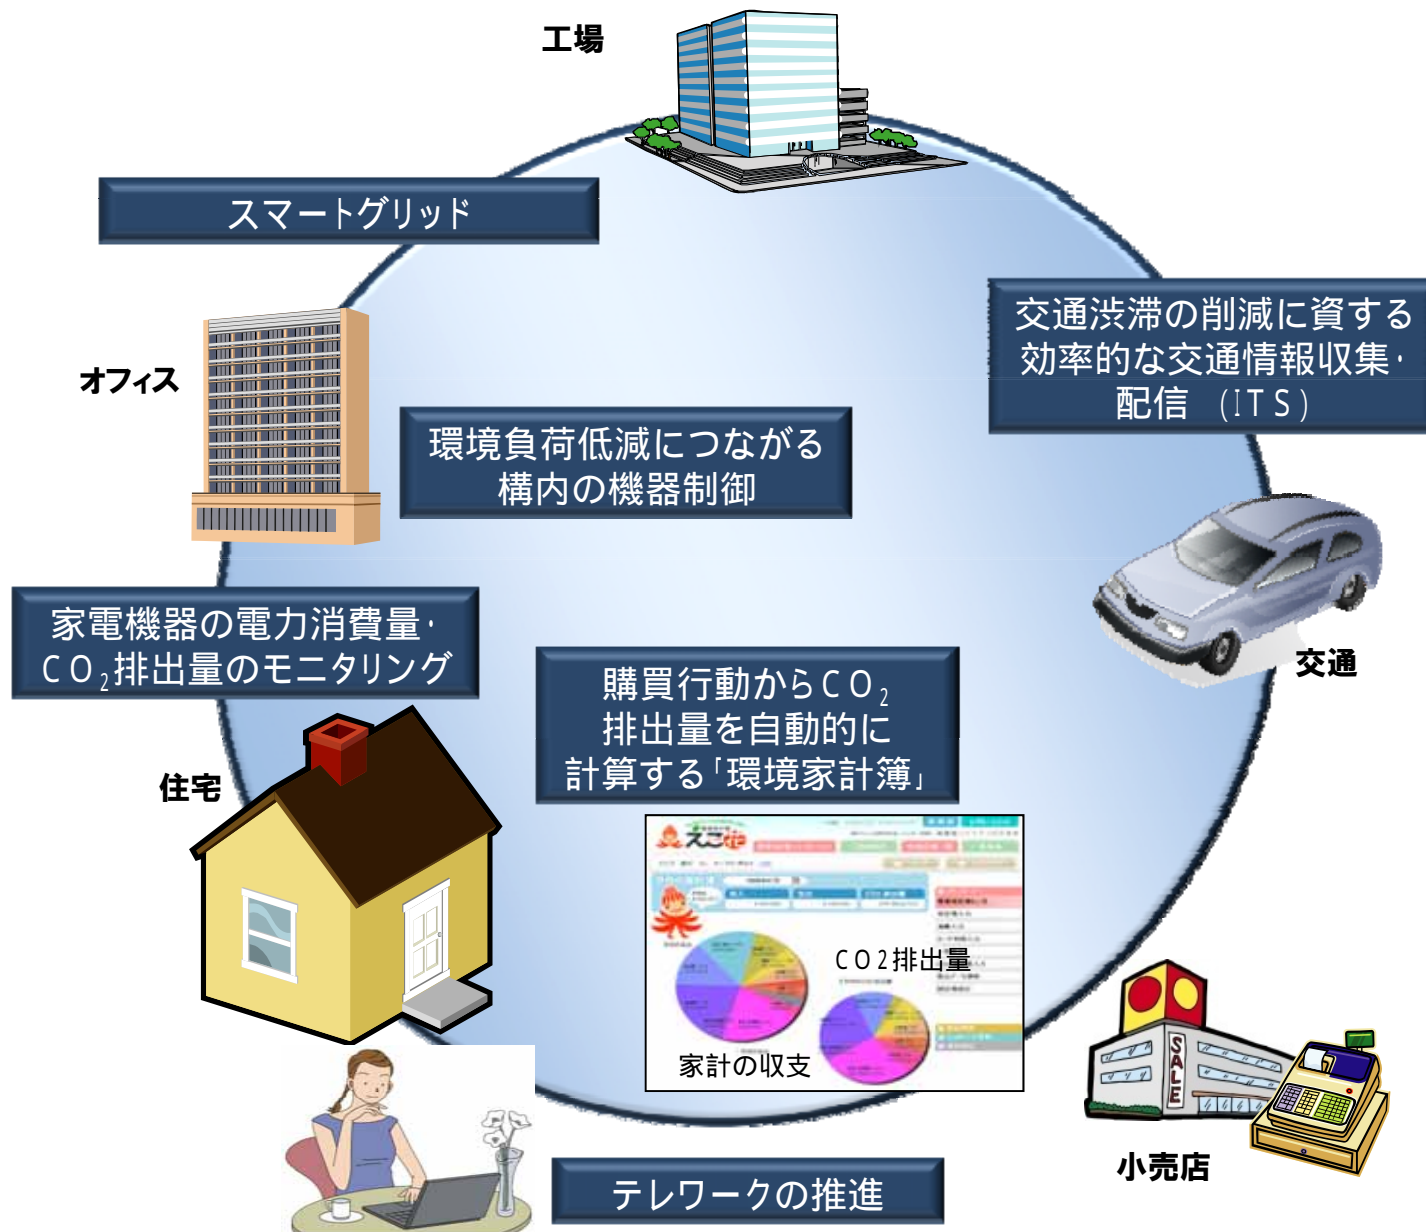 工場
スマートグリッド
交通渋滞の削減に資する
効率的な交通情報収集・
配信 (ITS)
オフィス
環境負荷低減につながる
構内の機器制御
家電機器の電力消費量・
CO₂排出量のモニタリング
交通
購買行動からCO₂
排出量を自動的に
計算する「環境家計簿」
住宅
えこ花
CO2排出量
家計の収支
SALE
小売店
テレワークの推進